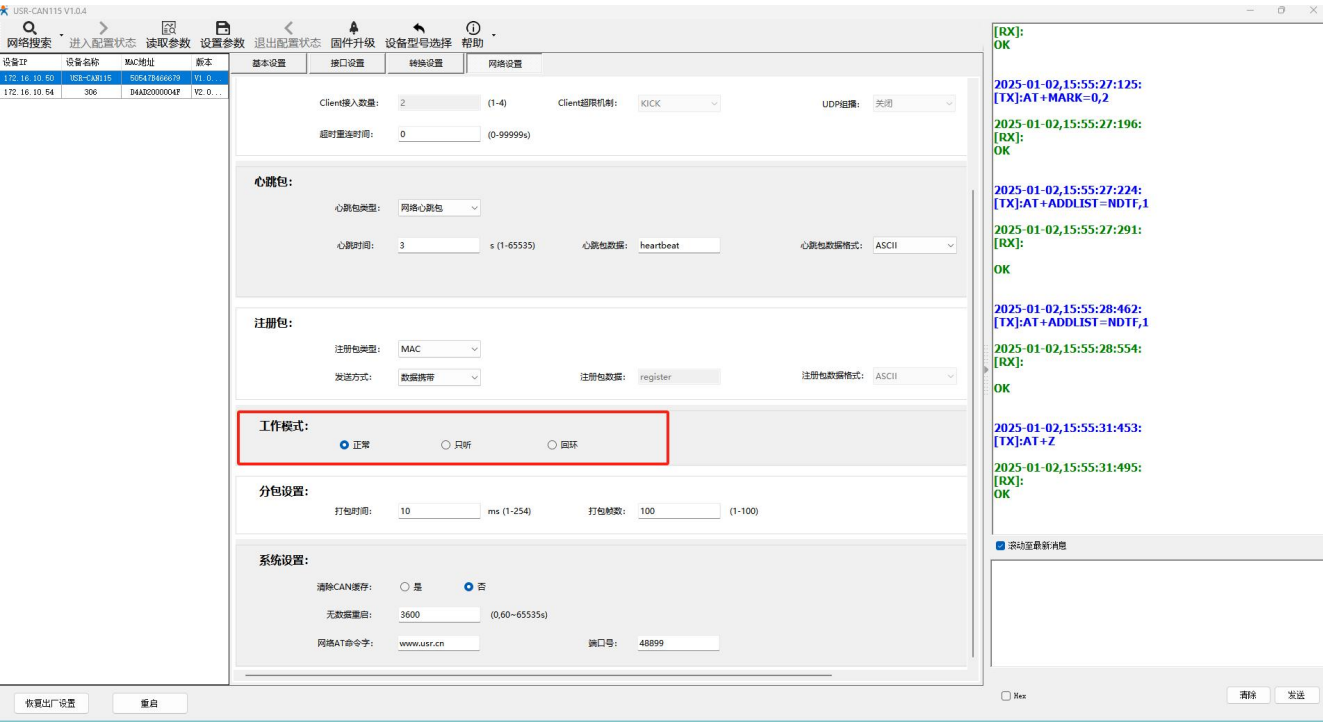 USR-CAN115 V1.0.4
网络搜索 进入配置状态 读取参数 设置参数 退出配置状态 固件升级 设备型号选择 帮助
设备IP 设备名称 MAC地址 版本
172.16.10.50 USR-CAN115 50547B466679 V1.0...
172.16.10.54 306 D4AD2000004F V2.0...
基本设置 接口设置 转换设置 网络设置
Client接入数量: 2 (1-4) Client超限机制: KICK UDP组播: 关闭
超时重连时间: 0 (0-99999s)
心跳包:
心跳包类型: 网络心跳包
心跳时间: 3 s (1-65535) 心跳包数据: heartbeat 心跳包数据格式: ASCII
注册包:
注册包类型: MAC
发送方式: 数据携带 注册包数据: register 注册包数据格式: ASCII
工作模式:
正常 只听 回环
分包设置:
打包时间: 10 ms (1-254) 打包帧数: 100 (1-100)
系统设置:
清除CAN缓存: 是 否
无数据重启: 3600 (0,60~65535s)
网络AT命令字: www.usr.cn 端口号: 48899
恢复出厂设置 重启
[RX]:
OK
2025-01-02,15:55:27:125:
[TX]:AT+MARK=0,2
2025-01-02,15:55:27:196:
[RX]:
OK
2025-01-02,15:55:27:224:
[TX]:AT+ADDLIST=NDTF,1
2025-01-02,15:55:27:291:
[RX]:
OK
2025-01-02,15:55:28:462:
[TX]:AT+ADDLIST=NDTF,1
2025-01-02,15:55:28:554:
[RX]:
OK
2025-01-02,15:55:31:453:
[TX]:AT+Z
2025-01-02,15:55:31:495:
[RX]:
OK
滚动至最新消息
Hex 清除 发送